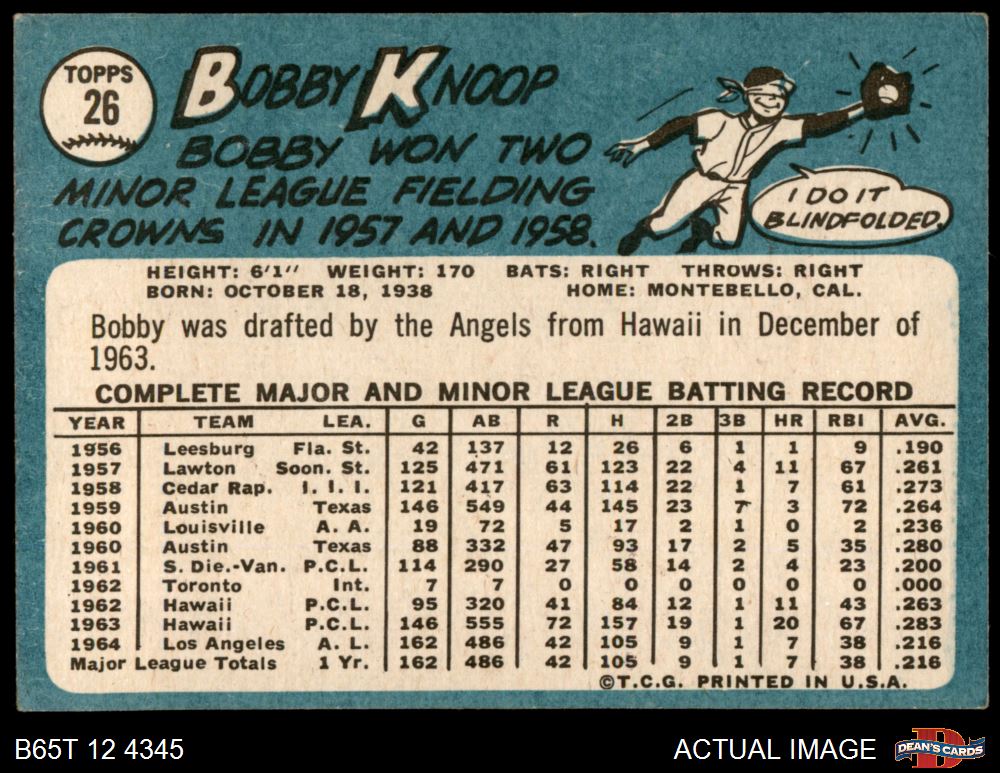 TOPPS
26
BOBBY KNOOP
BOBBY WON TWO
MINOR LEAGUE FIELDING
CROWNS IN 1957 AND 1958.
I DO IT
BLINDFOLDED.
HEIGHT: 6'1" WEIGHT: 170 BATS: RIGHT THROWS: RIGHT
BORN: OCTOBER 18, 1938 HOME: MONTEBELLO, CAL.
Bobby was drafted by the Angels from Hawaii in December of
1963.
COMPLETE MAJOR AND MINOR LEAGUE BATTING RECORD
YEAR TEAM LEA. G AB R H 2B 3B HR RBI AVG.
1956 Leesburg Fla. St. 42 137 12 26 6 1 1 9 .190
1957 Lawton Soon. St. 125 471 61 123 22 4 11 67 .261
1958 Cedar Rap. I. I. I. 121 417 63 114 22 1 7 61 .273
1959 Austin Texas 146 549 44 145 23 7 3 72 .264
1960 Louisville A. A. 19 72 5 17 2 1 0 2 .236
1960 Austin Texas 88 332 47 93 17 2 5 35 .280
1961 S. Die.-Van. P.C.L. 114 290 27 58 14 2 4 23 .200
1962 Toronto Int. 7 7 0 0 0 0 0 0 .000
1962 Hawaii P.C.L. 95 320 41 84 12 1 11 43 .263
1963 Hawaii P.C.L. 146 555 72 157 19 1 20 67 .283
1964 Los Angeles A. L. 162 486 42 105 9 1 7 38 .216
Major League Totals 1 Yr. 162 486 42 105 9 1 7 38 .216
©T.C.G. PRINTED IN U.S.A.
B65T 12 4345 ACTUAL IMAGE
D
DEAN'S CARDS